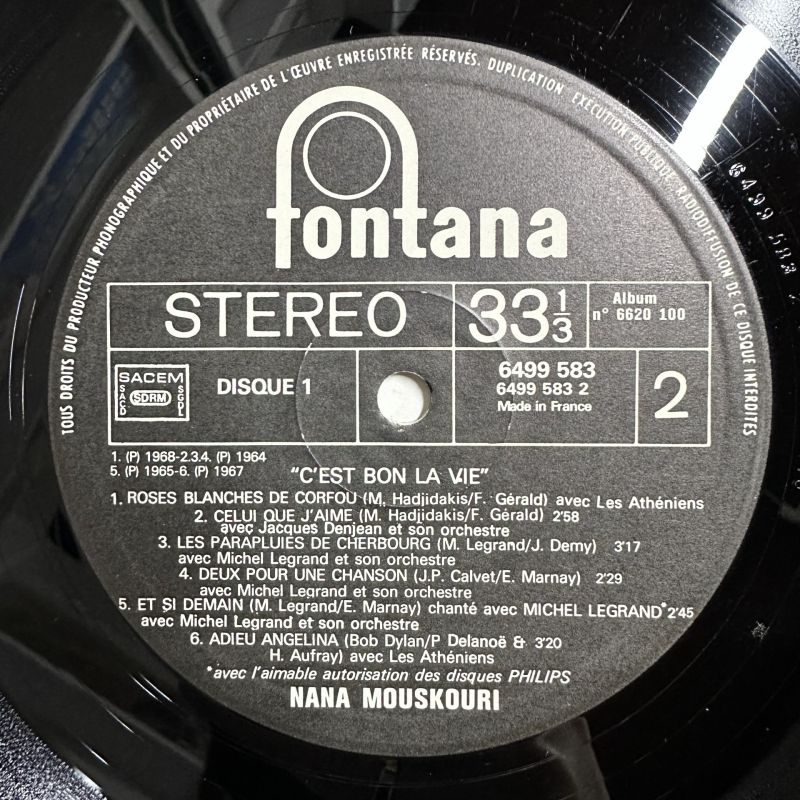 TOUS DROITS DU PRODUCTEUR PHONOGRAPHIQUE ET DU PROPRIÉTAIRE DE L'ŒUVRE ENREGISTRÉE RÉSERVÉS. DUPLICATION EXÉCUTION PUBLIQUE RADIODIFFUSION DE CE DISQUE INTERDITES
fontana
STEREO
33 1/3
Album
n° 6620 100
SACEM
SACD
SDRM
SGDL
DISQUE 1
6499 583
6499 583 2
Made in France
2
1. (P) 1968-2.3.4. (P) 1964
5. (P) 1965-6. (P) 1967
"C'EST BON LA VIE"
1. ROSES BLANCHES DE CORFOU (M. Hadjidakis/F. Gérald) avec Les Athéniens
2. CELUI QUE J'AIME (M. Hadjidakis/F. Gérald) 2'58
avec Jacques Denjean et son orchestre
3. LES PARAPLUIES DE CHERBOURG (M. Legrand/J. Demy) 3'17
avec Michel Legrand et son orchestre
4. DEUX POUR UNE CHANSON (J.P. Calvet/E. Marnay) 2'29
avec Michel Legrand et son orchestre
5. ET SI DEMAIN (M. Legrand/E. Marnay) chanté avec MICHEL LEGRAND* 2'45
avec Michel Legrand et son orchestre
6. ADIEU ANGELINA (Bob Dylan/P Delanoë & 3'20
H. Aufray) avec Les Athéniens
*avec l'aimable autorisation des disques PHILIPS
NANA MOUSKOURI
6499 583